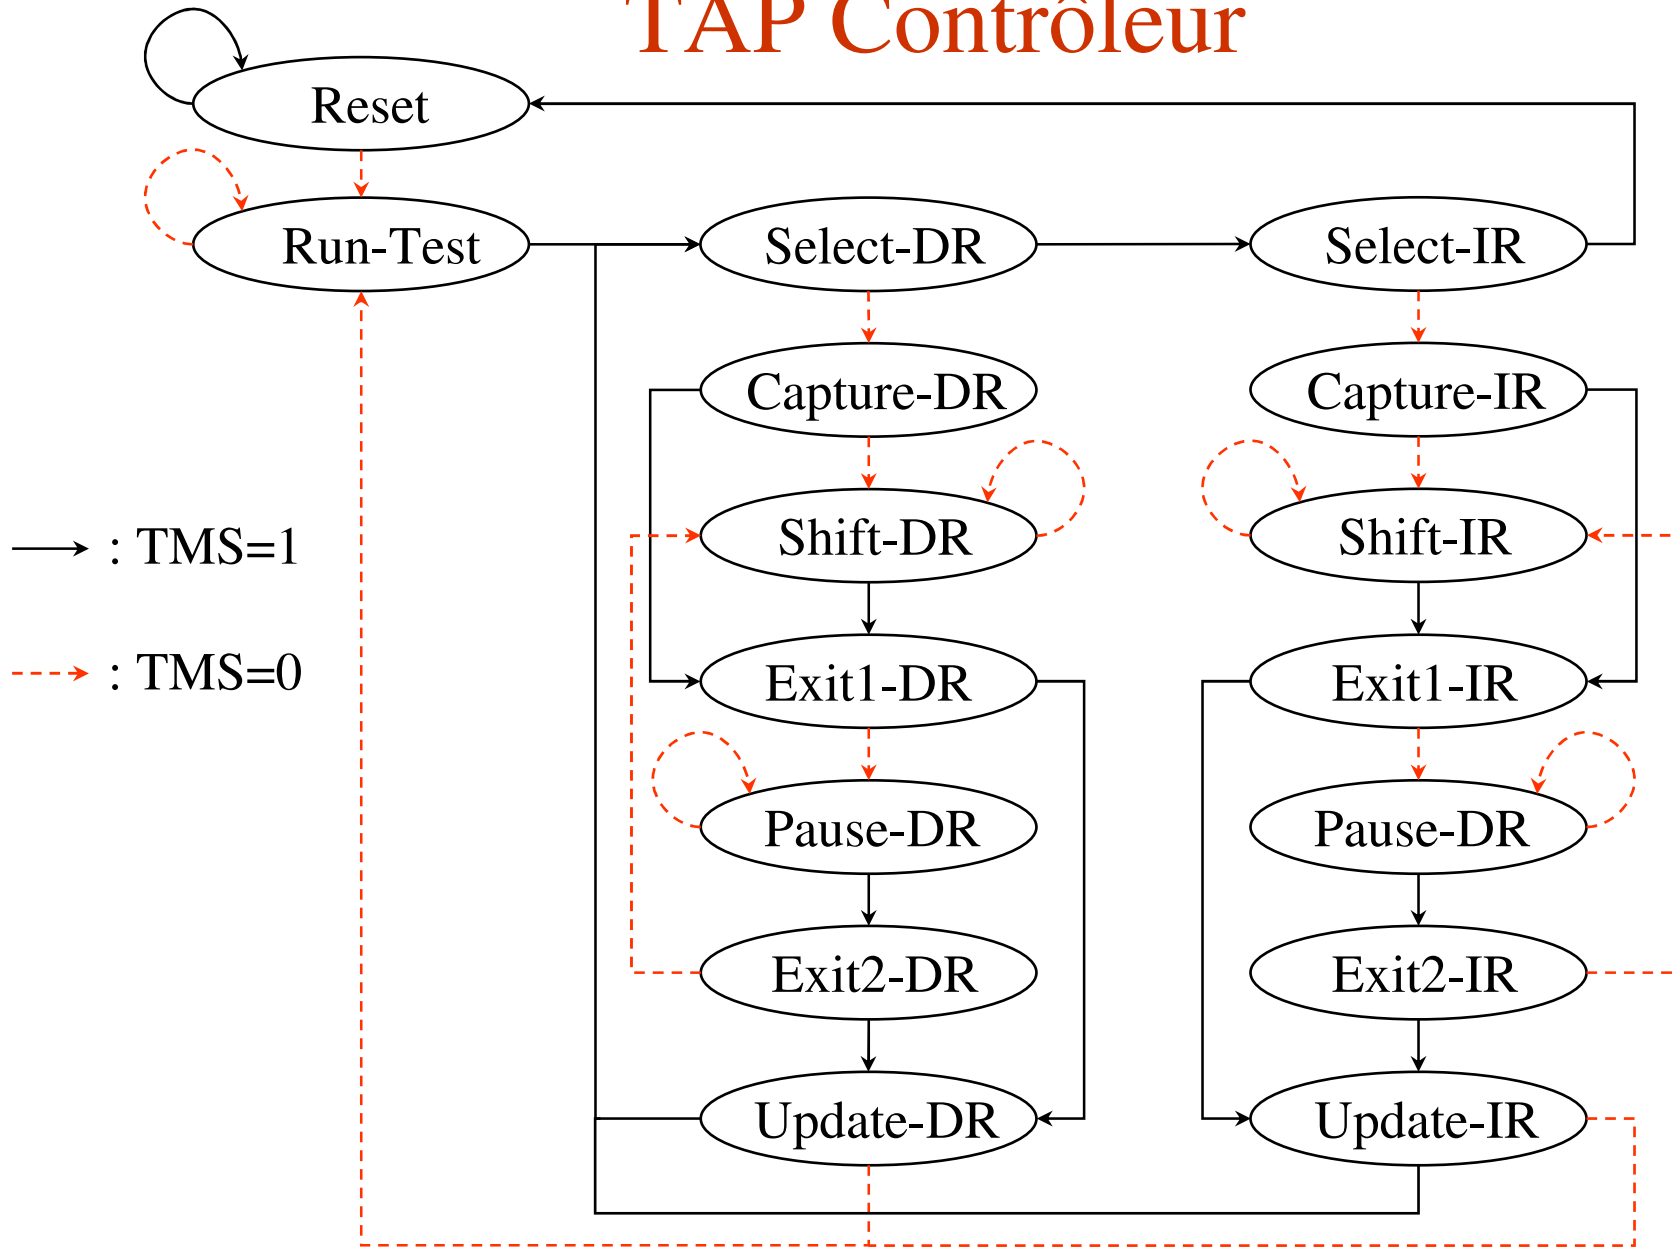 TAP Contrôleur
Reset
Run-Test
Select-DR
Select-IR
Capture-DR
Capture-IR
Shift-DR
Shift-IR
: TMS=1
Exit1-DR
Exit1-IR
: TMS=0
Pause-DR
Pause-DR
Exit2-DR
Exit2-IR
Update-DR
Update-IR